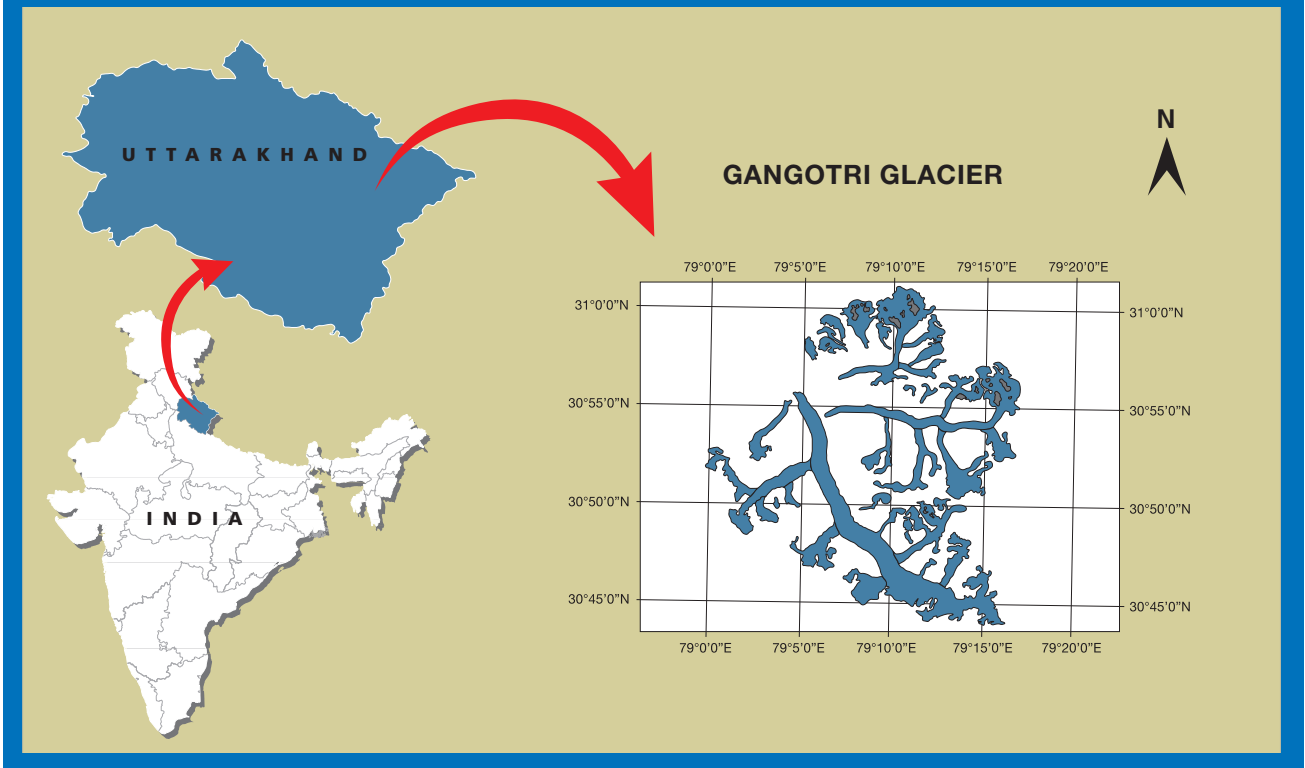 UTTARAKHAND
N
GANGOTRI GLACIER
79°0'0"E 79°5'0"E 79°10'0"E 79°15'0"E 79°20'0"E
31°0'0"N 31°0'0"N
30°55'0"N 30°55'0"N
30°50'0"N 30°50'0"N
INDIA
30°45'0"N 30°45'0"N
79°0'0"E 79°5'0"E 79°10'0"E 79°15'0"E 79°20'0"E